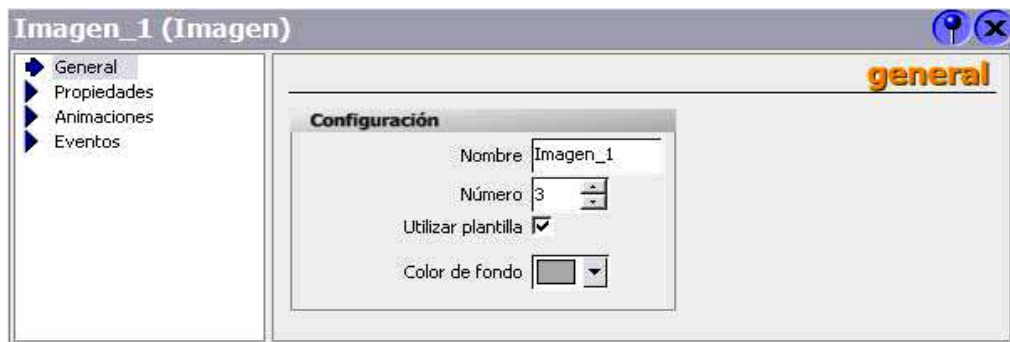 Imagen_1 (Imagen)
General
Propiedades
Animaciones
Eventos
general
Configuración
Nombre Imagen_1
Número 3
Utilizar plantilla
Color de fondo